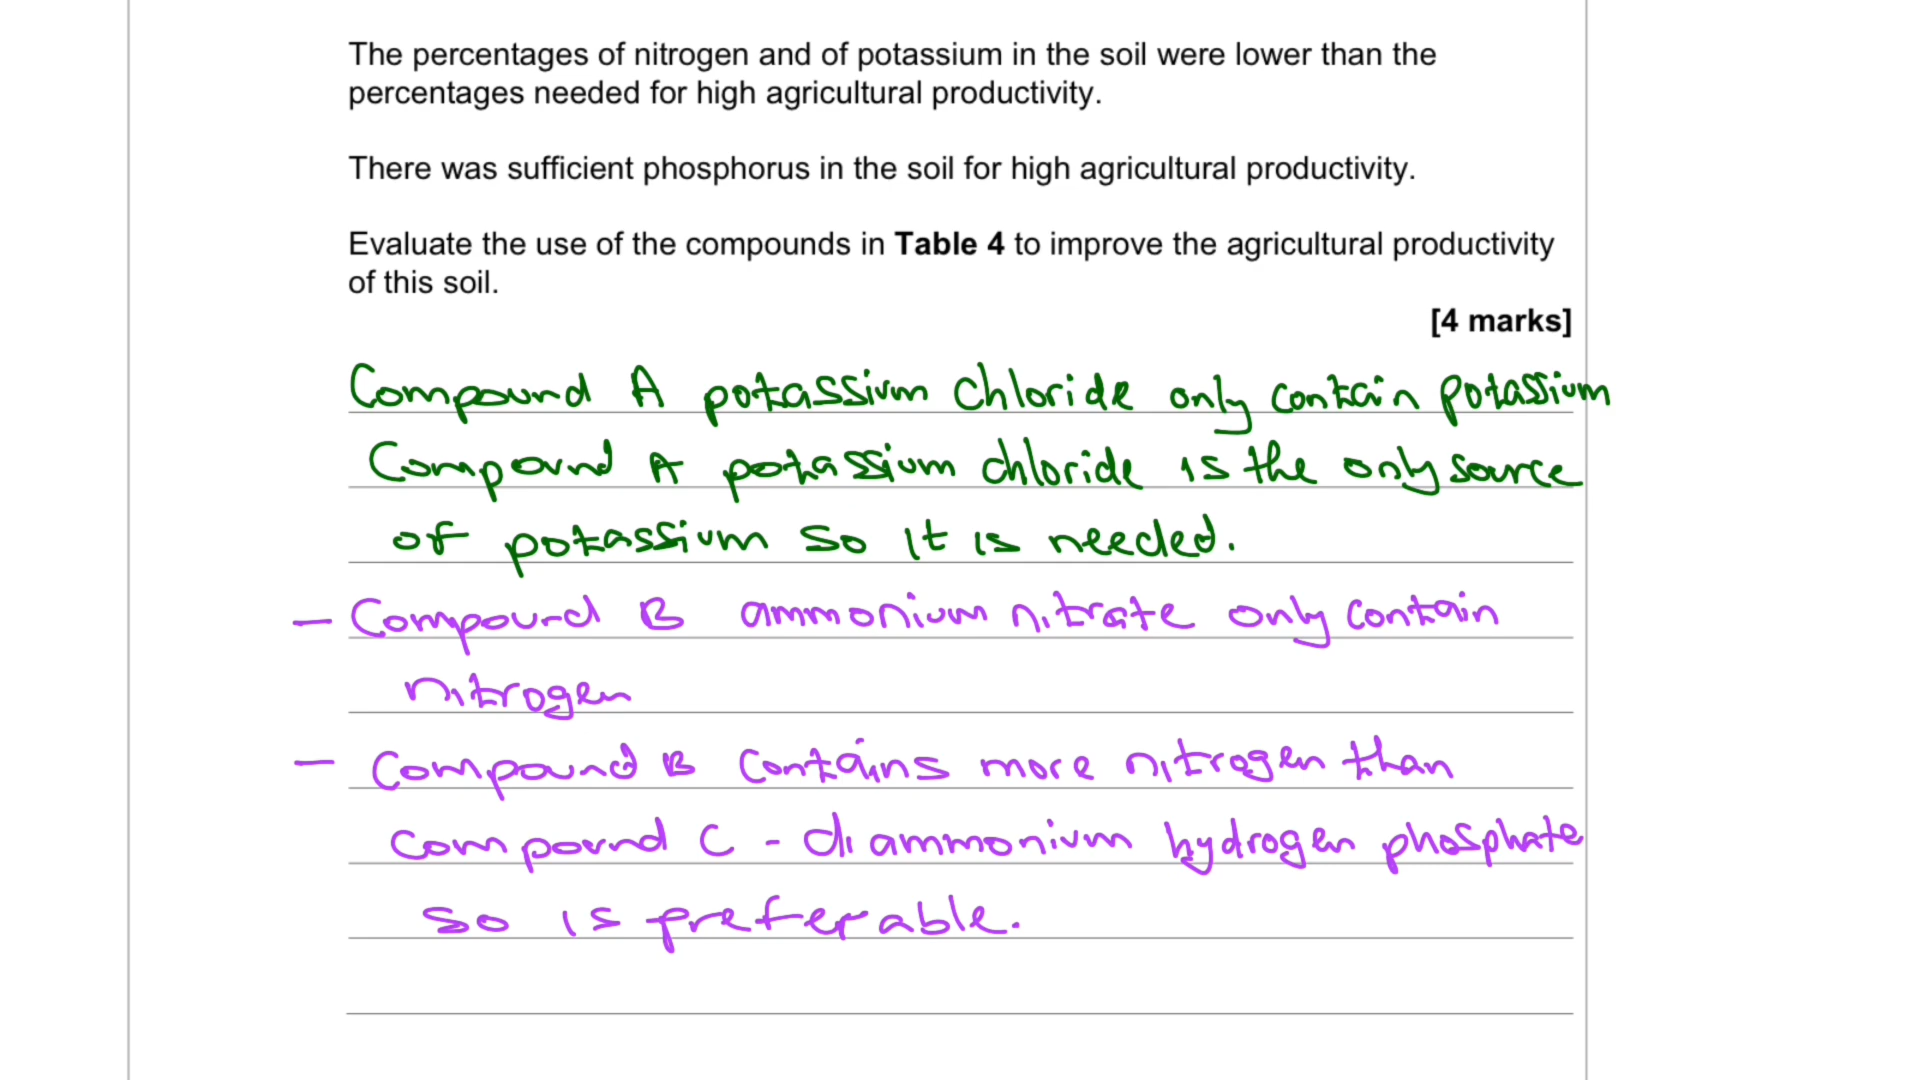 The percentages of nitrogen and of potassium in the soil were lower than the
percentages needed for high agricultural productivity.
There was sufficient phosphorus in the soil for high agricultural productivity.
Evaluate the use of the compounds in Table 4 to improve the agricultural productivity
of this soil.
[4 marks]
Compound A potassium chloride only contain potassium
Compound A potassium chloride is the only source
of potassium so it is needed.
- Compound B ammonium nitrate only contain
nitrogen
- Compound B contains more nitrogen than
compound C - diammonium hydrogen phosphate
so is preferable.